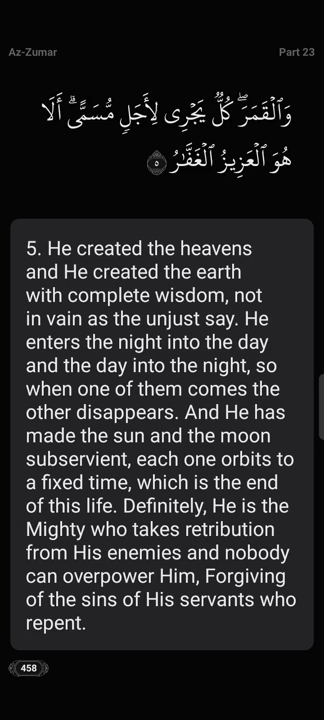 Az-Zumar
Part 23
وَٱلْقَمَرَۖ كُلٌّ يَجْرِى لِأَجَلٍ مُّسَمًّىۗ أَلَا
هُوَ ٱلْعَزِيزُ ٱلْغَفَّـٰرُ ٥
5. He created the heavens
and He created the earth
with complete wisdom, not
in vain as the unjust say. He
enters the night into the day
and the day into the night, so
when one of them comes the
other disappears. And He has
made the sun and the moon
subservient, each one orbits to
a fixed time, which is the end
of this life. Definitely, He is the
Mighty who takes retribution
from His enemies and nobody
can overpower Him, Forgiving
of the sins of His servants who
repent.
458